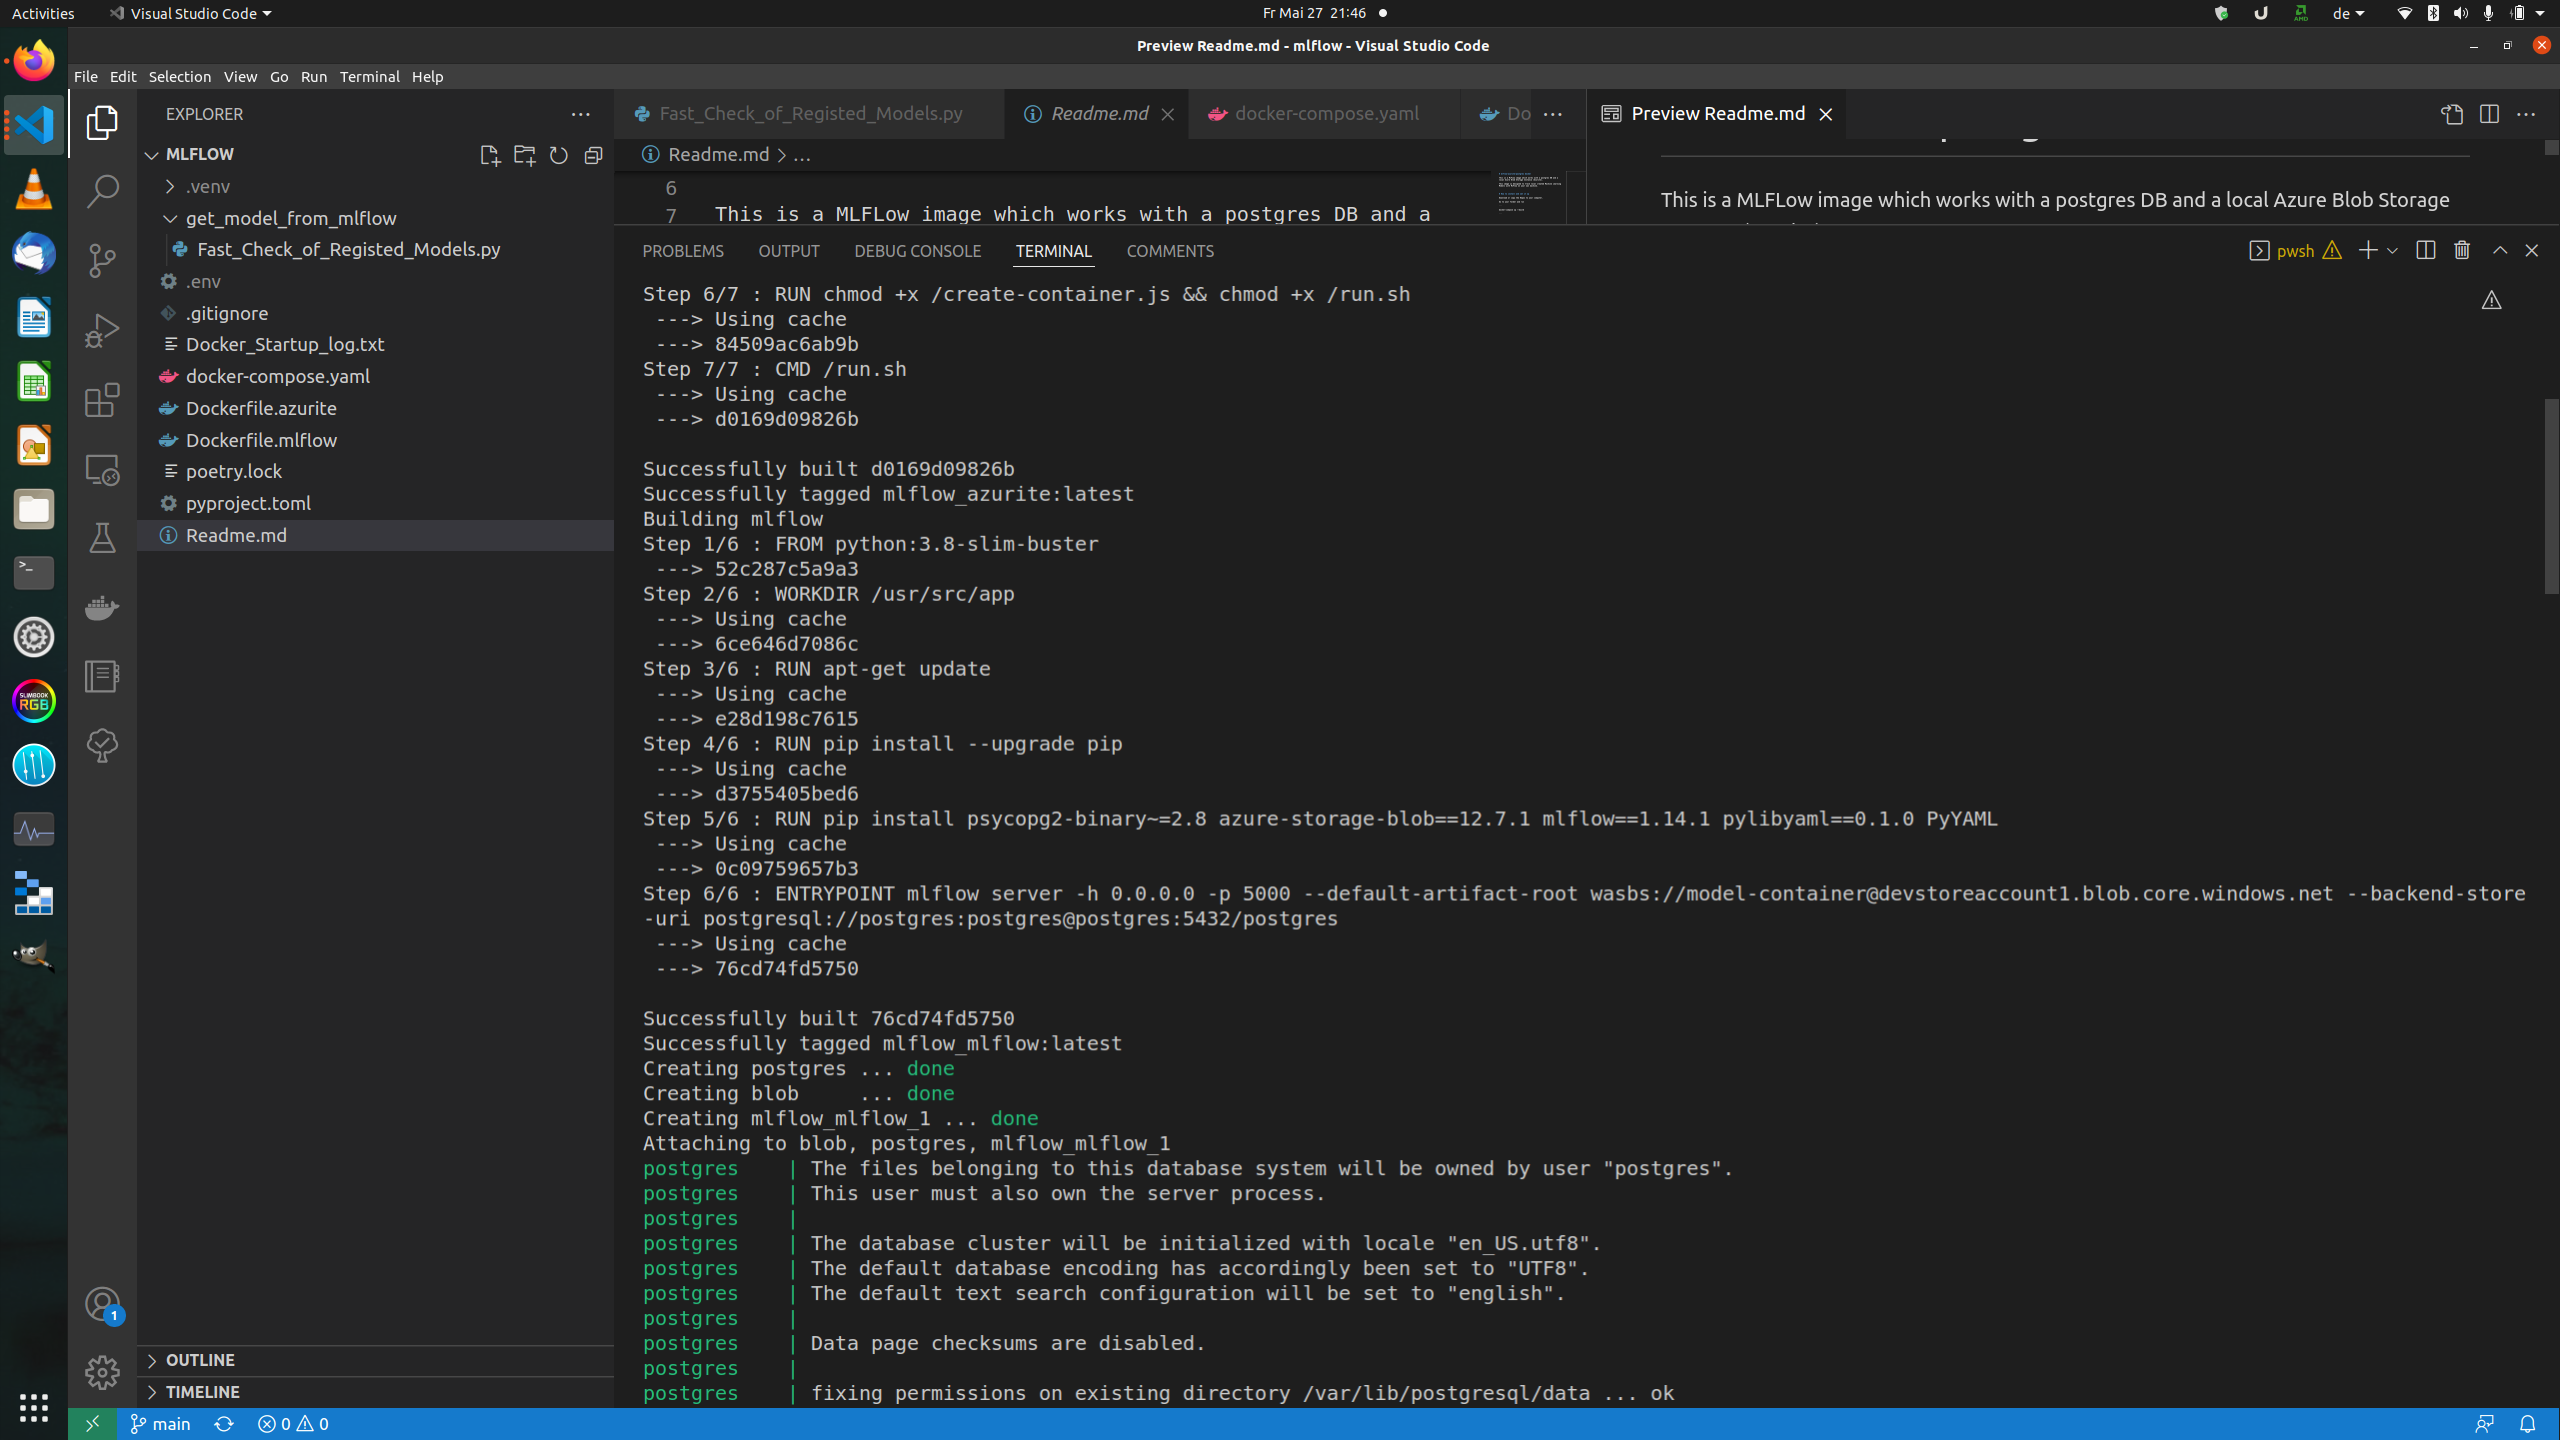 Activities
Visual Studio Code
Fr Mai 27 21:46
de
Preview Readme.md - mlflow - Visual Studio Code
File Edit Selection View Go Run Terminal Help
EXPLORER
MLFLOW
.venv
get_model_from_mlflow
Fast_Check_of_Registed_Models.py
.env
.gitignore
Docker_Startup_log.txt
docker-compose.yaml
Dockerfile.azurite
Dockerfile.mlflow
poetry.lock
pyproject.toml
Readme.md
OUTLINE
TIMELINE
SLIMBOOK
RGB
1
Fast_Check_of_Registed_Models.py
Readme.md
docker-compose.yaml
Do
Preview Readme.md
Readme.md > ...
6
7 This is a MLFLow image which works with a postgres DB and a
This is a MLFLow image which works with a postgres DB and a local Azure Blob Storage
PROBLEMS OUTPUT DEBUG CONSOLE TERMINAL COMMENTS
pwsh
Step 6/7 : RUN chmod +x /create-container.js && chmod +x /run.sh
---> Using cache
---> 84509ac6ab9b
Step 7/7 : CMD /run.sh
---> Using cache
---> d0169d09826b
Successfully built d0169d09826b
Successfully tagged mlflow_azurite:latest
Building mlflow
Step 1/6 : FROM python:3.8-slim-buster
---> 52c287c5a9a3
Step 2/6 : WORKDIR /usr/src/app
---> Using cache
---> 6ce646d7086c
Step 3/6 : RUN apt-get update
---> Using cache
---> e28d198c7615
Step 4/6 : RUN pip install --upgrade pip
---> Using cache
---> d3755405bed6
Step 5/6 : RUN pip install psycopg2-binary~=2.8 azure-storage-blob==12.7.1 mlflow==1.14.1 pylibyaml==0.1.0 PyYAML
---> Using cache
---> 0c09759657b3
Step 6/6 : ENTRYPOINT mlflow server -h 0.0.0.0 -p 5000 --default-artifact-root wasbs://model-container@devstoreaccount1.blob.core.windows.net --backend-store
-uri postgresql://postgres:postgres@postgres:5432/postgres
---> Using cache
---> 76cd74fd5750
Successfully built 76cd74fd5750
Successfully tagged mlflow_mlflow:latest
Creating postgres ... done
Creating blob     ... done
Creating mlflow_mlflow_1 ... done
Attaching to blob, postgres, mlflow_mlflow_1
postgres    | The files belonging to this database system will be owned by user "postgres".
postgres    | This user must also own the server process.
postgres    |
postgres    | The database cluster will be initialized with locale "en_US.utf8".
postgres    | The default database encoding has accordingly been set to "UTF8".
postgres    | The default text search configuration will be set to "english".
postgres    |
postgres    | Data page checksums are disabled.
postgres    |
postgres    | fixing permissions on existing directory /var/lib/postgresql/data ... ok
main
0 0